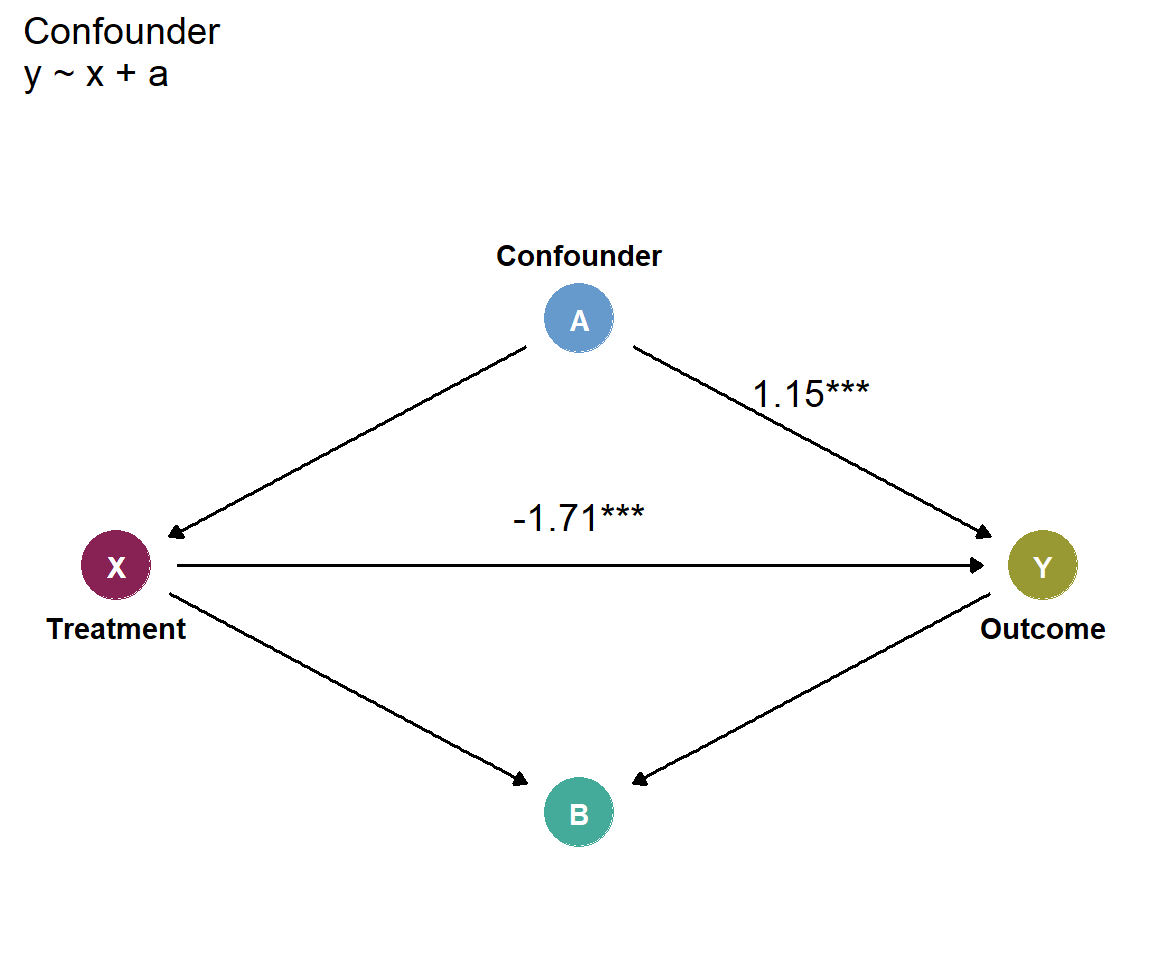 Confounder
y ~ x + a
Confounder
A
1.15***
-1.71***
X
Y
Treatment
Outcome
B